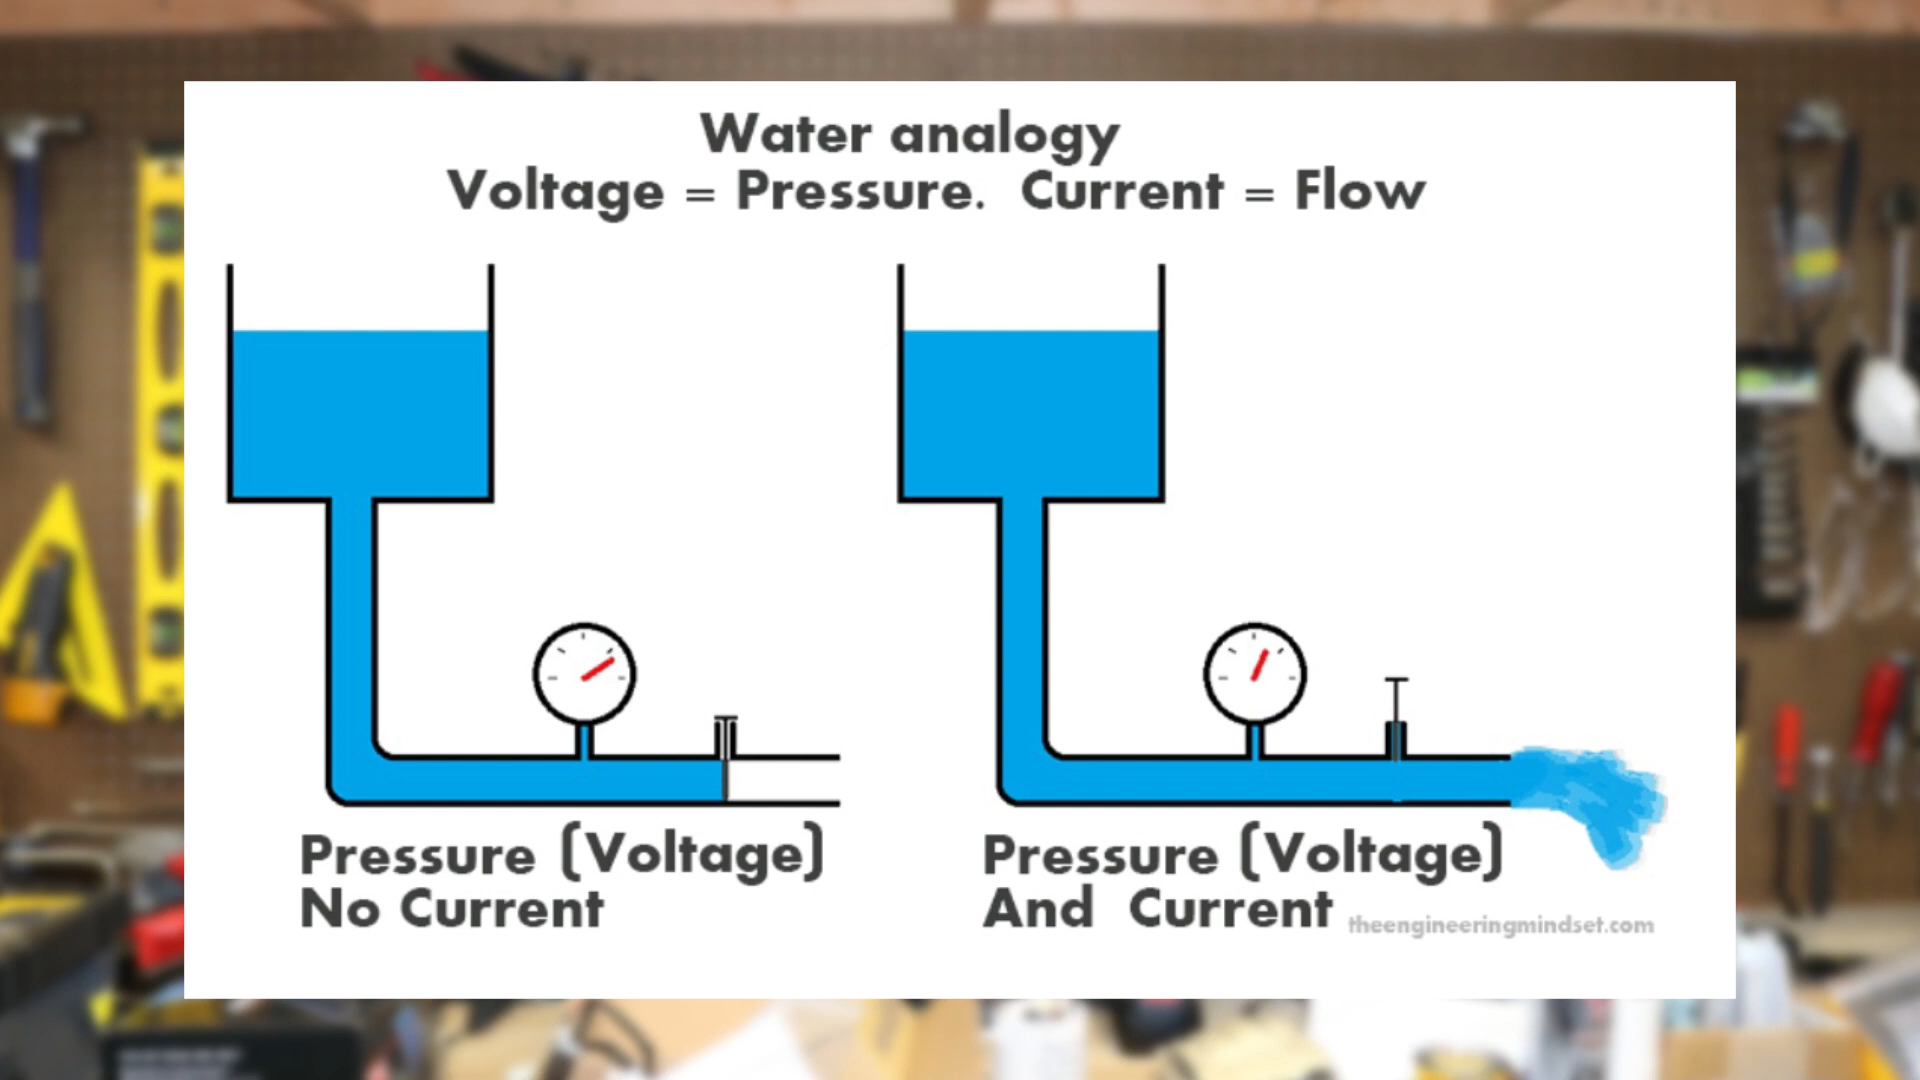 Water analogy
Voltage = Pressure.  Current = Flow
Pressure (Voltage)
No Current
Pressure (Voltage)
And  Current
theengineeringmindset.com